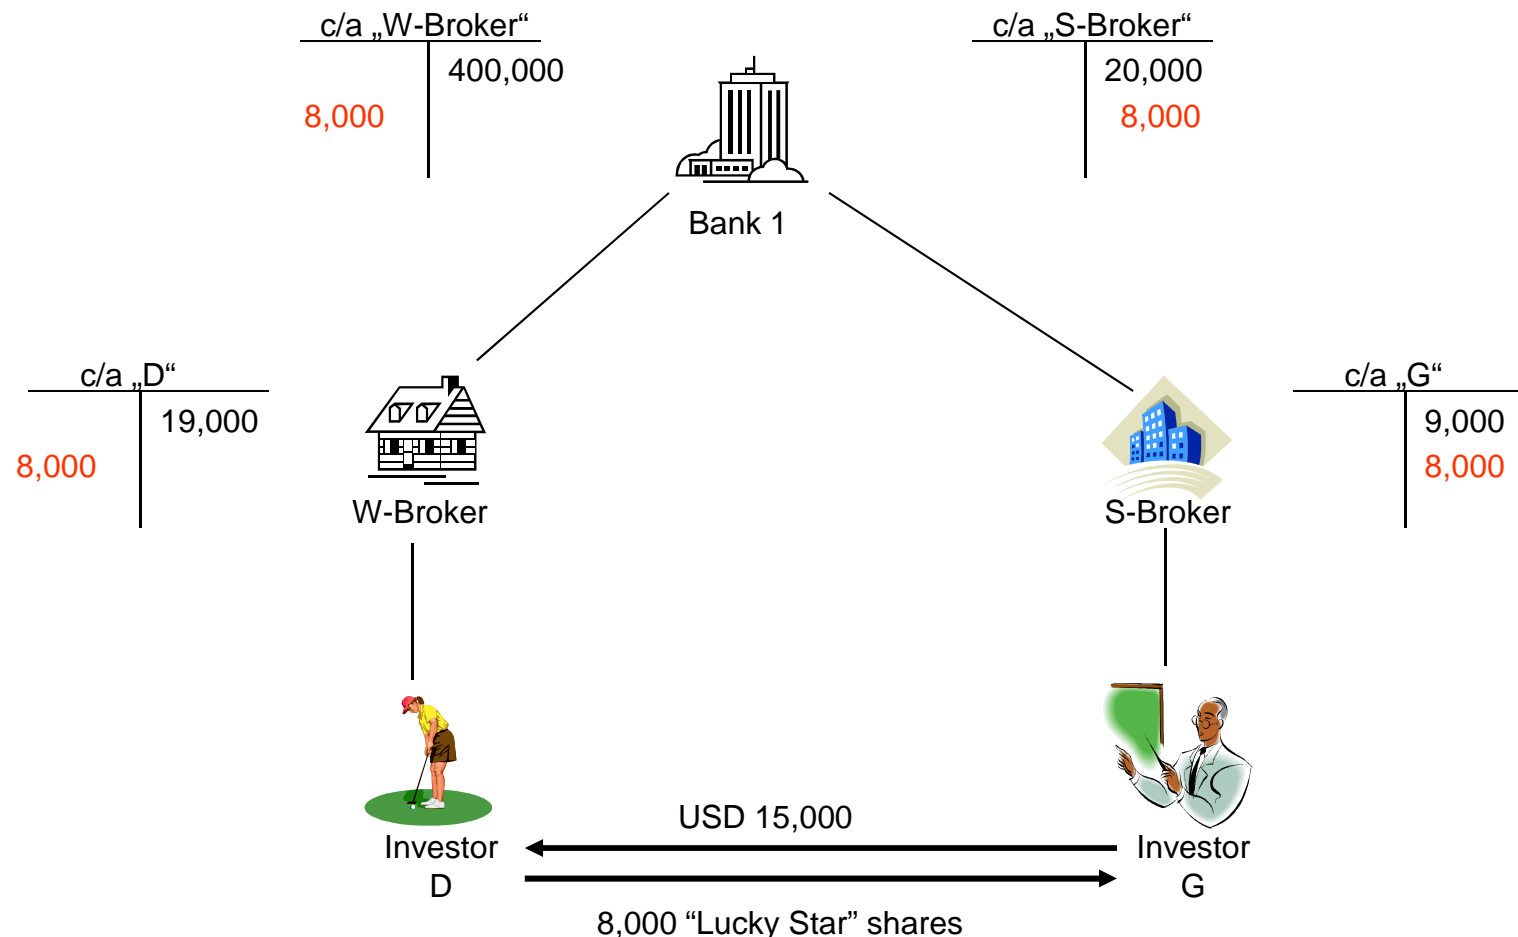 c/a „W-Broker“
400,000
8,000
c/a „S-Broker“
20,000
8,000
Bank 1
c/a „D“
19,000
8,000
W-Broker
c/a „G“
9,000
8,000
S-Broker
USD 15,000
Investor
D
Investor
G
8,000 “Lucky Star” shares